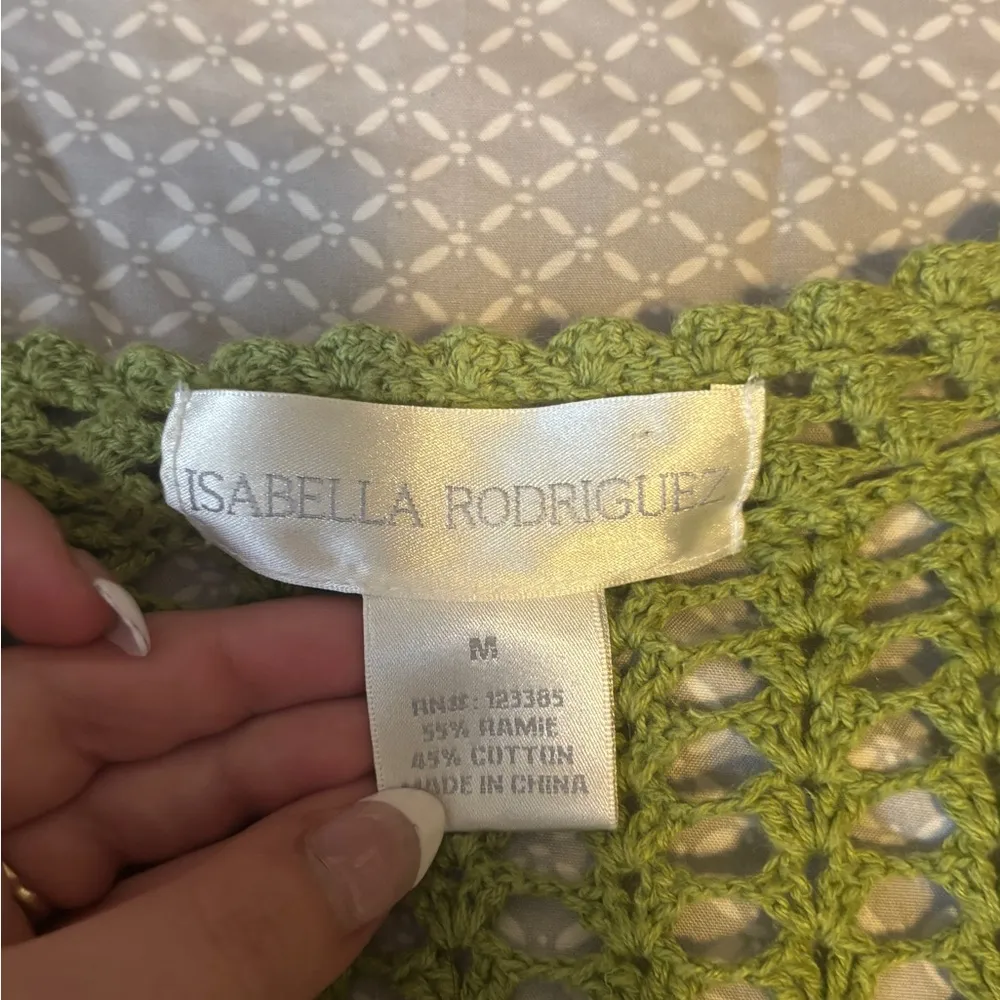 ISABELLA RODRIGUEZ
M
RN#: 123385
55% RAMIE
45% COTTON
MADE IN CHINA